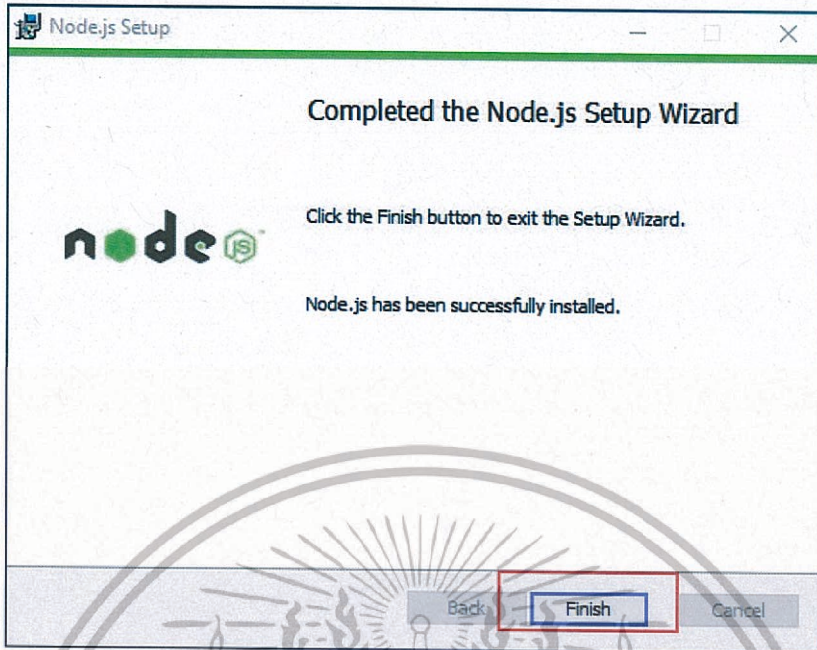 Node.js Setup
Completed the Node.js Setup Wizard
Click the Finish button to exit the Setup Wizard.
node JS
Node.js has been successfully installed.
Back Finish Cancel